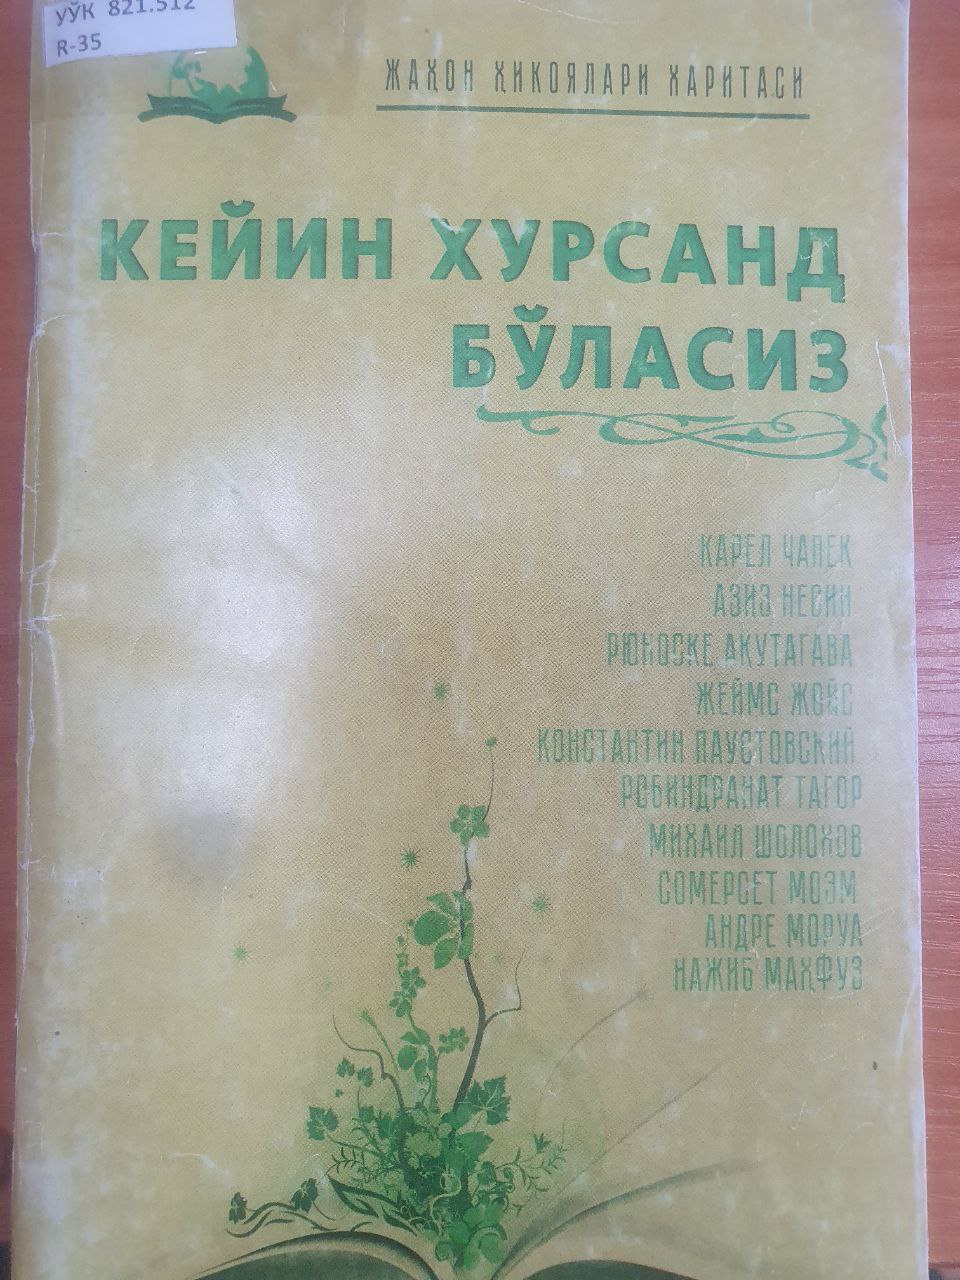 УЎК 821.512
R-35
ЖАҲОН ҲИКОЯЛАРИ ХАРИТАСИ
КЕЙИН ХУРСАНД
БЎЛАСИЗ
КАРЕЛ ЧАПЕК
АЗИЗ НЕСИН
РЮНОСКЕ АКУТАГАВА
ЖЕЙМС ЖОЙС
КОНСТАНТИН ПАУСТОВСКИЙ
РОБИНДРАНАТ ТАГОР
МИХАИЛ ШОЛОХОВ
СОМЕРСЕТ МОЭМ
АНДРЕ МОРУА
НАЖИБ МАҲФУЗ